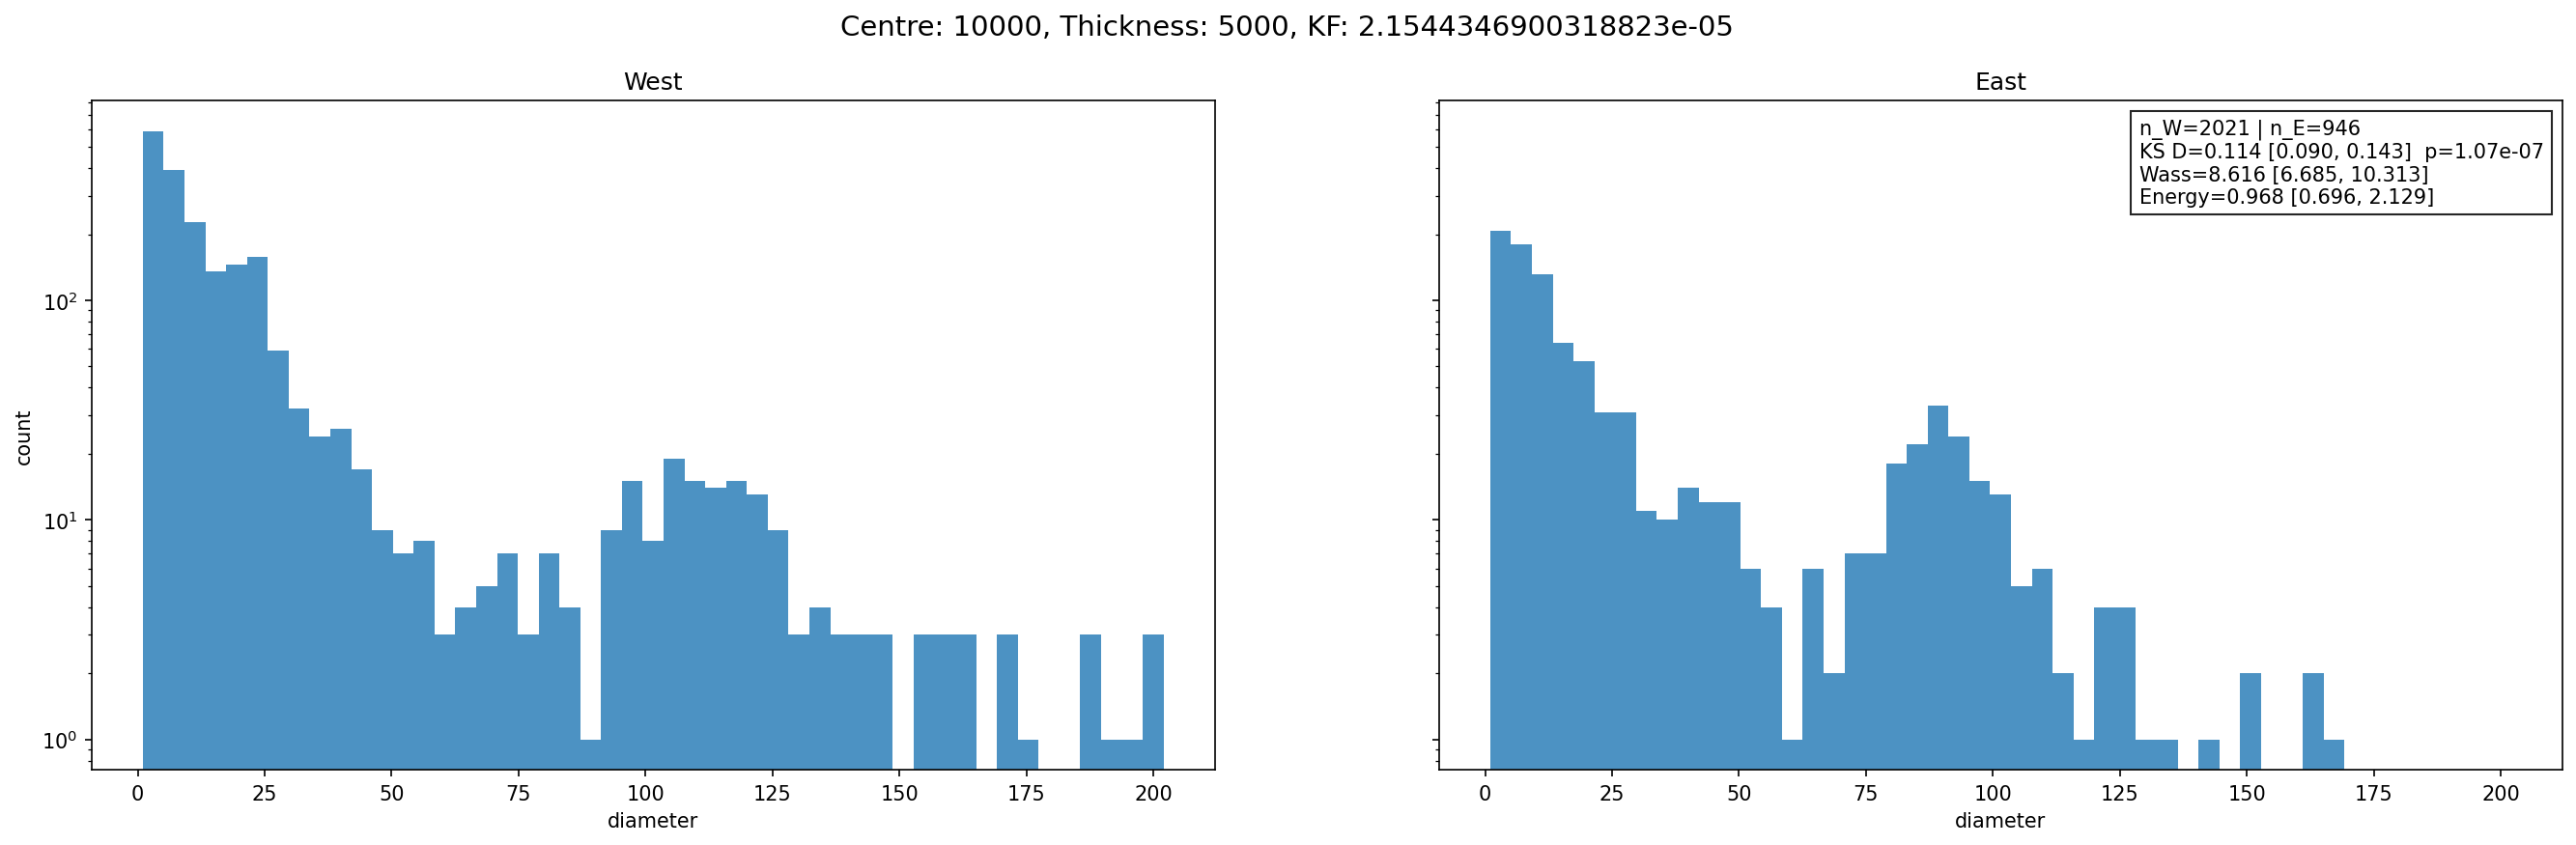 Centre: 10000, Thickness: 5000, KF: 2.1544346900318823e-05
West
East
n_W=2021 | n_E=946
KS D=0.114 [0.090, 0.143]  p=1.07e-07
Wass=8.616 [6.685, 10.313]
Energy=0.968 [0.696, 2.129]
count
10²
10¹
10⁰
0 25 50 75 100 125 150 175 200
diameter
0 25 50 75 100 125 150 175 200
diameter